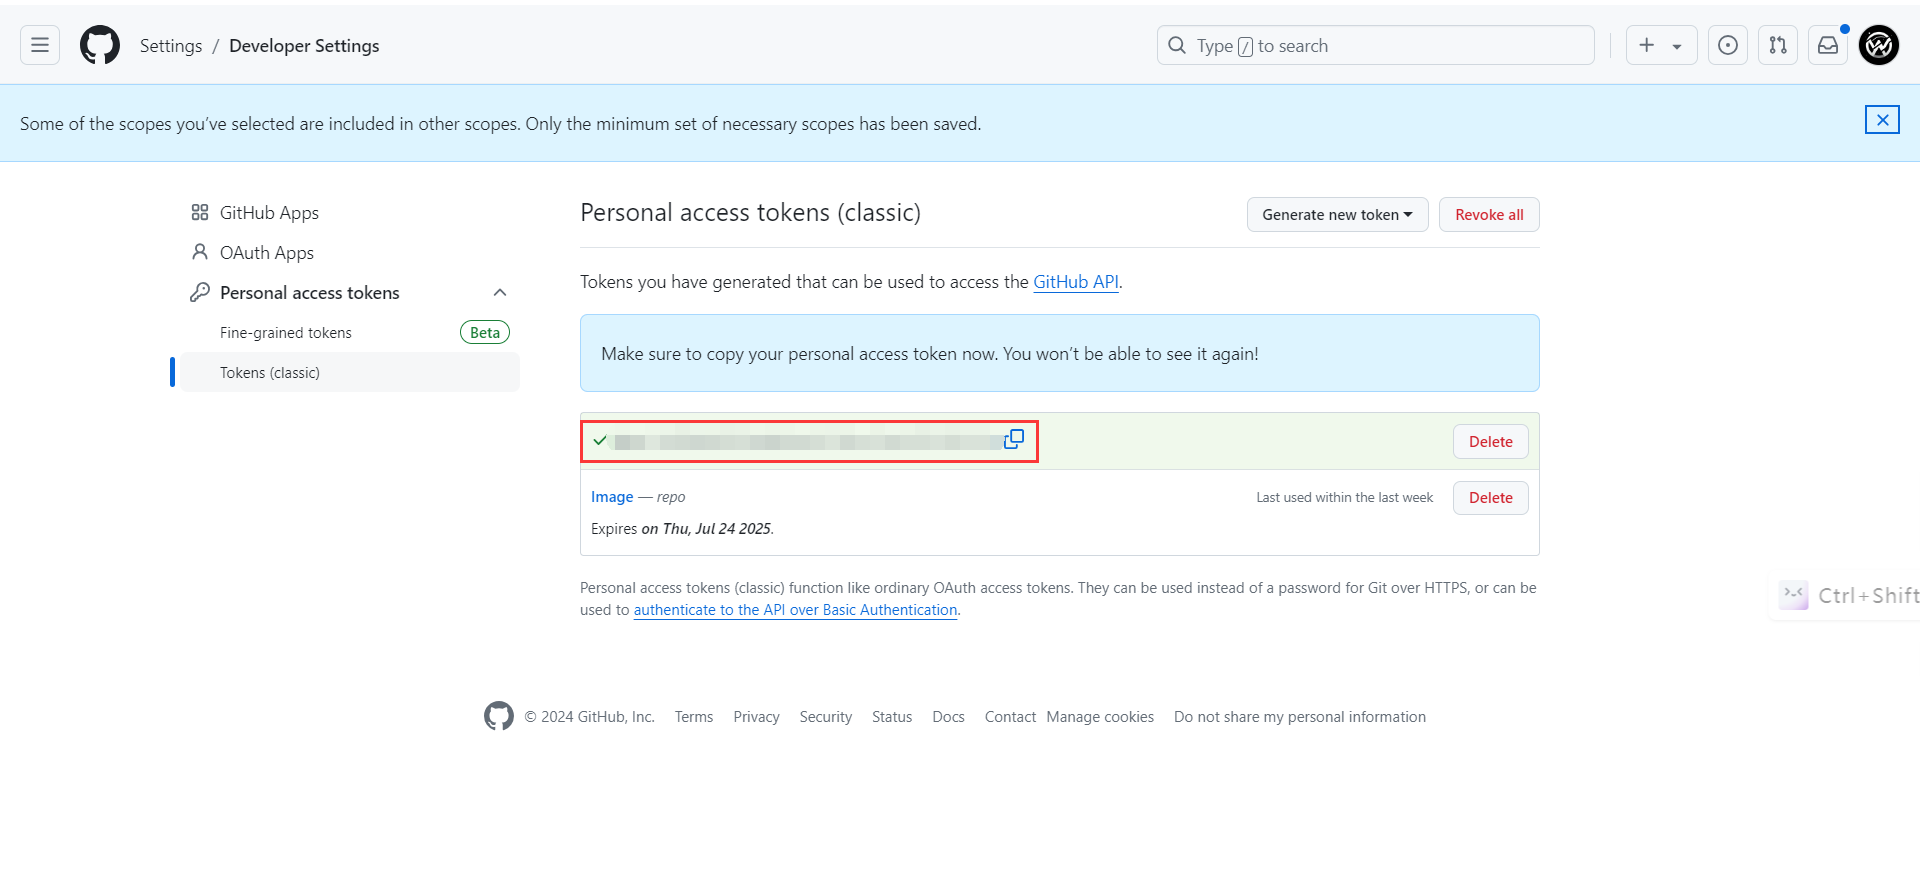 Settings / Developer Settings
Type / to search
Some of the scopes you've selected are included in other scopes. Only the minimum set of necessary scopes has been saved.
GitHub Apps
OAuth Apps
Personal access tokens
Fine-grained tokens Beta
Tokens (classic)
Personal access tokens (classic)
Generate new token
Revoke all
Tokens you have generated that can be used to access the GitHub API.
Make sure to copy your personal access token now. You won't be able to see it again!
Delete
Image — repo
Last used within the last week
Delete
Expires on Thu, Jul 24 2025.
Personal access tokens (classic) function like ordinary OAuth access tokens. They can be used instead of a password for Git over HTTPS, or can be
used to authenticate to the API over Basic Authentication.
Ctrl+Shift
© 2024 GitHub, Inc. Terms Privacy Security Status Docs Contact Manage cookies Do not share my personal information